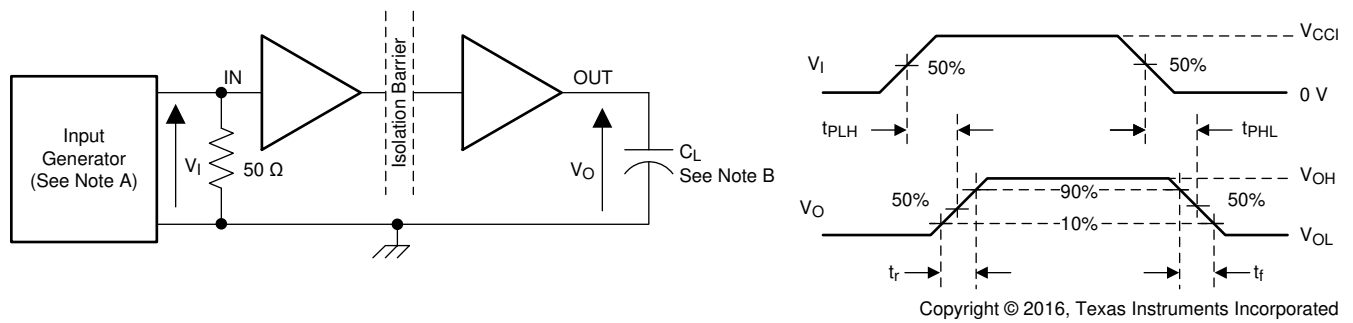 Input
Generator
(See Note A)
VI
IN
50 Ω
Isolation Barrier
OUT
VO
CL
See Note B
VI
50%
50%
VCCI
0 V
tPLH
tPHL
VO
50%
90%
10%
50%
VOH
VOL
tr
tf
Copyright © 2016, Texas Instruments Incorporated